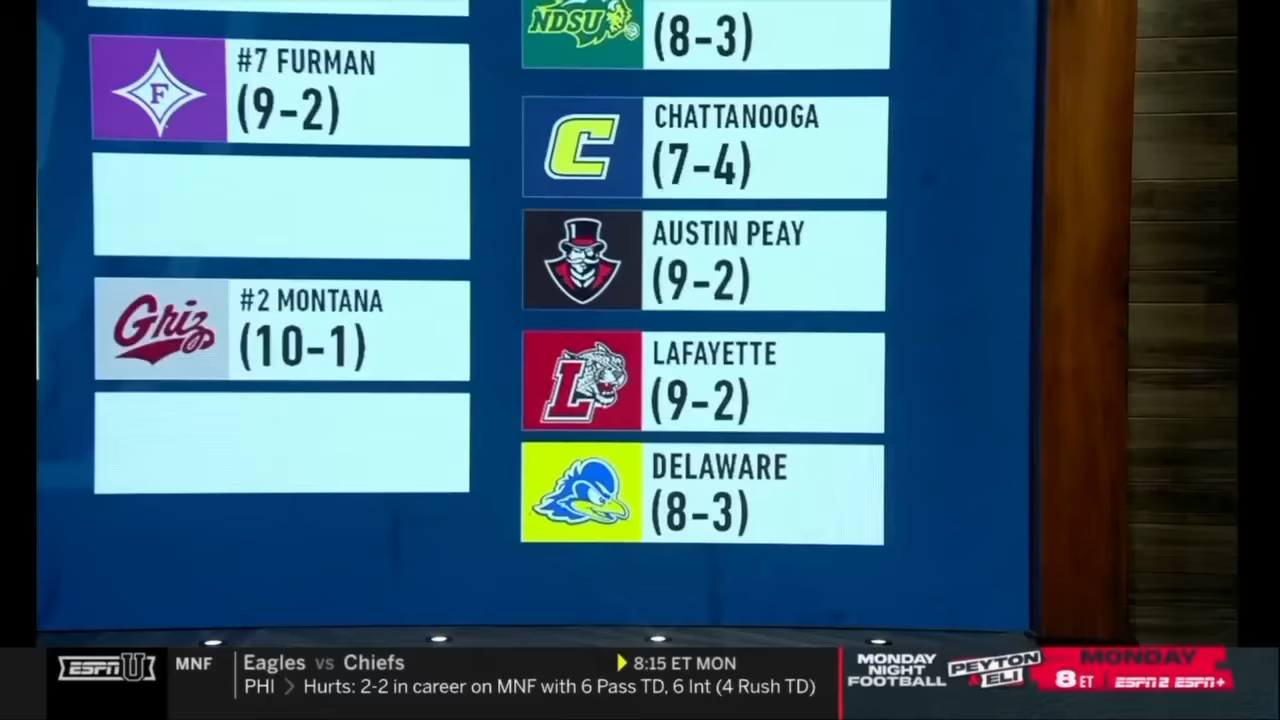 #7 FURMAN
(9-2)
F
Griz
#2 MONTANA
(10-1)
NDSU
(8-3)
C
CHATTANOOGA
(7-4)
AUSTIN PEAY
(9-2)
L
LAFAYETTE
(9-2)
DELAWARE
(8-3)
ESPNU
MNF
Eagles vs Chiefs
8:15 ET MON
PHI > Hurts: 2-2 in career on MNF with 6 Pass TD, 6 Int (4 Rush TD)
MONDAY
NIGHT
FOOTBALL
PEYTON
& ELI
MONDAY
8 ET ESPN2 ESPN+